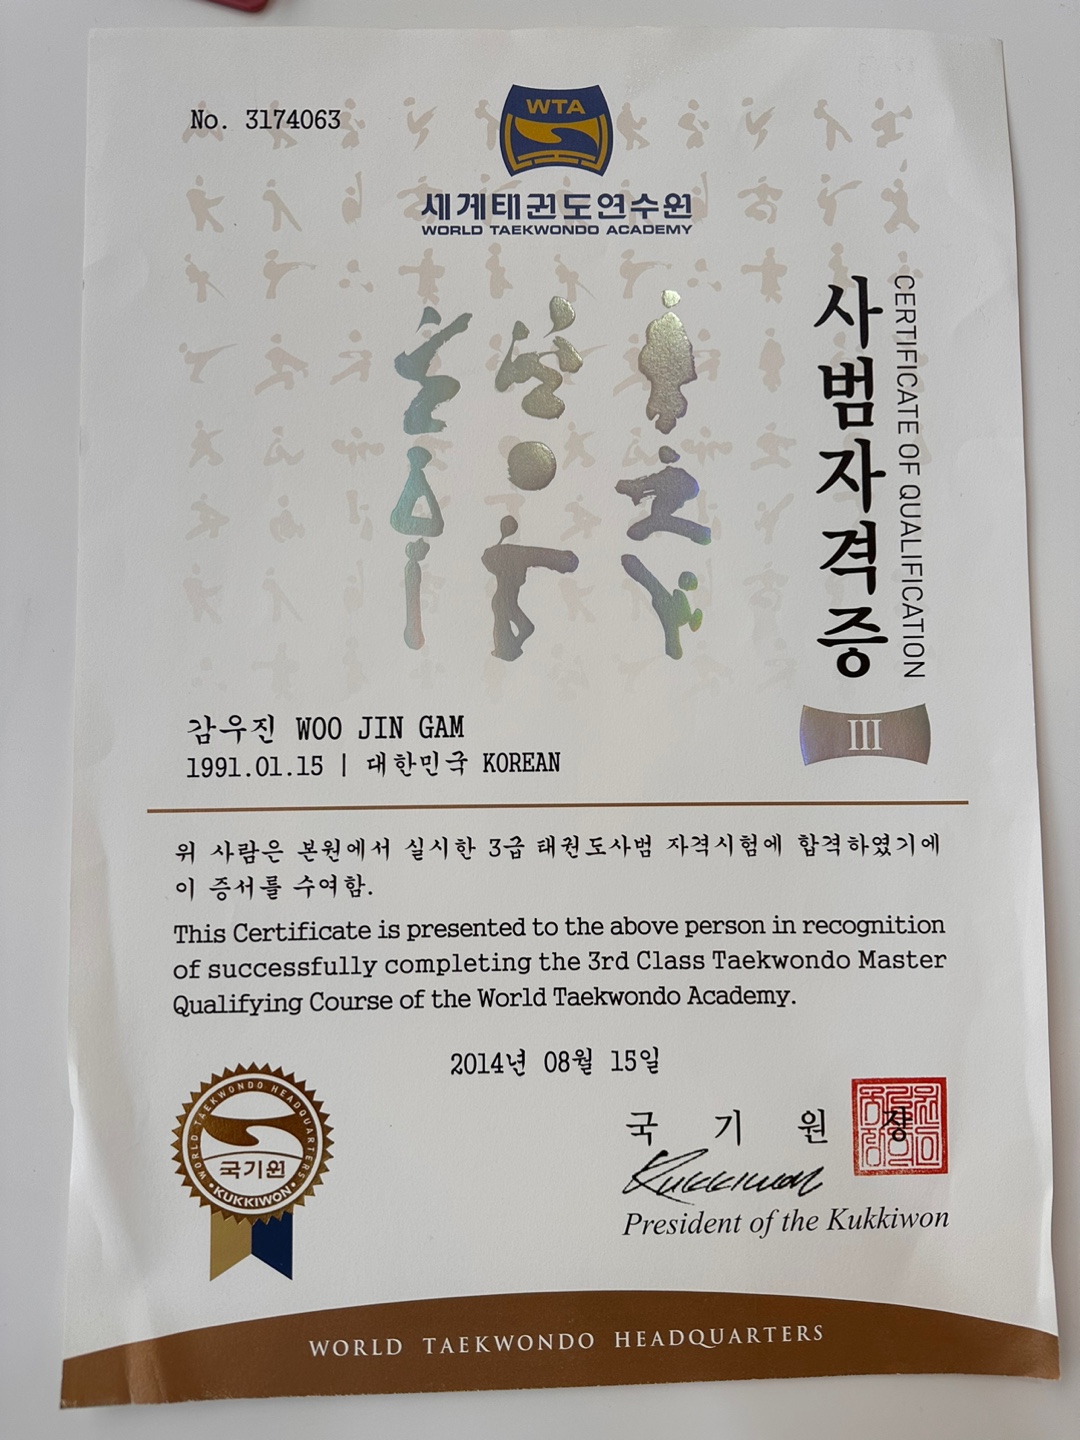 No. 3174063
WTA
세계태권도연수원
WORLD TAEKWONDO ACADEMY
사범자격증
CERTIFICATE OF QUALIFICATION
III
감우진 WOO JIN GAM
1991.01.15 | 대한민국 KOREAN
위 사람은 본원에서 실시한 3급 태권도사범 자격시험에 합격하였기에
이 증서를 수여함.
This Certificate is presented to the above person in recognition
of successfully completing the 3rd Class Taekwondo Master
Qualifying Course of the World Taekwondo Academy.
2014년 08월 15일
국 기 원 장
Kukkiwon
President of the Kukkiwon
WORLD TAEKWONDO HEADQUARTERS
국기원
KUKKIWON
WORLD TAEKWONDO HEADQUARTERS